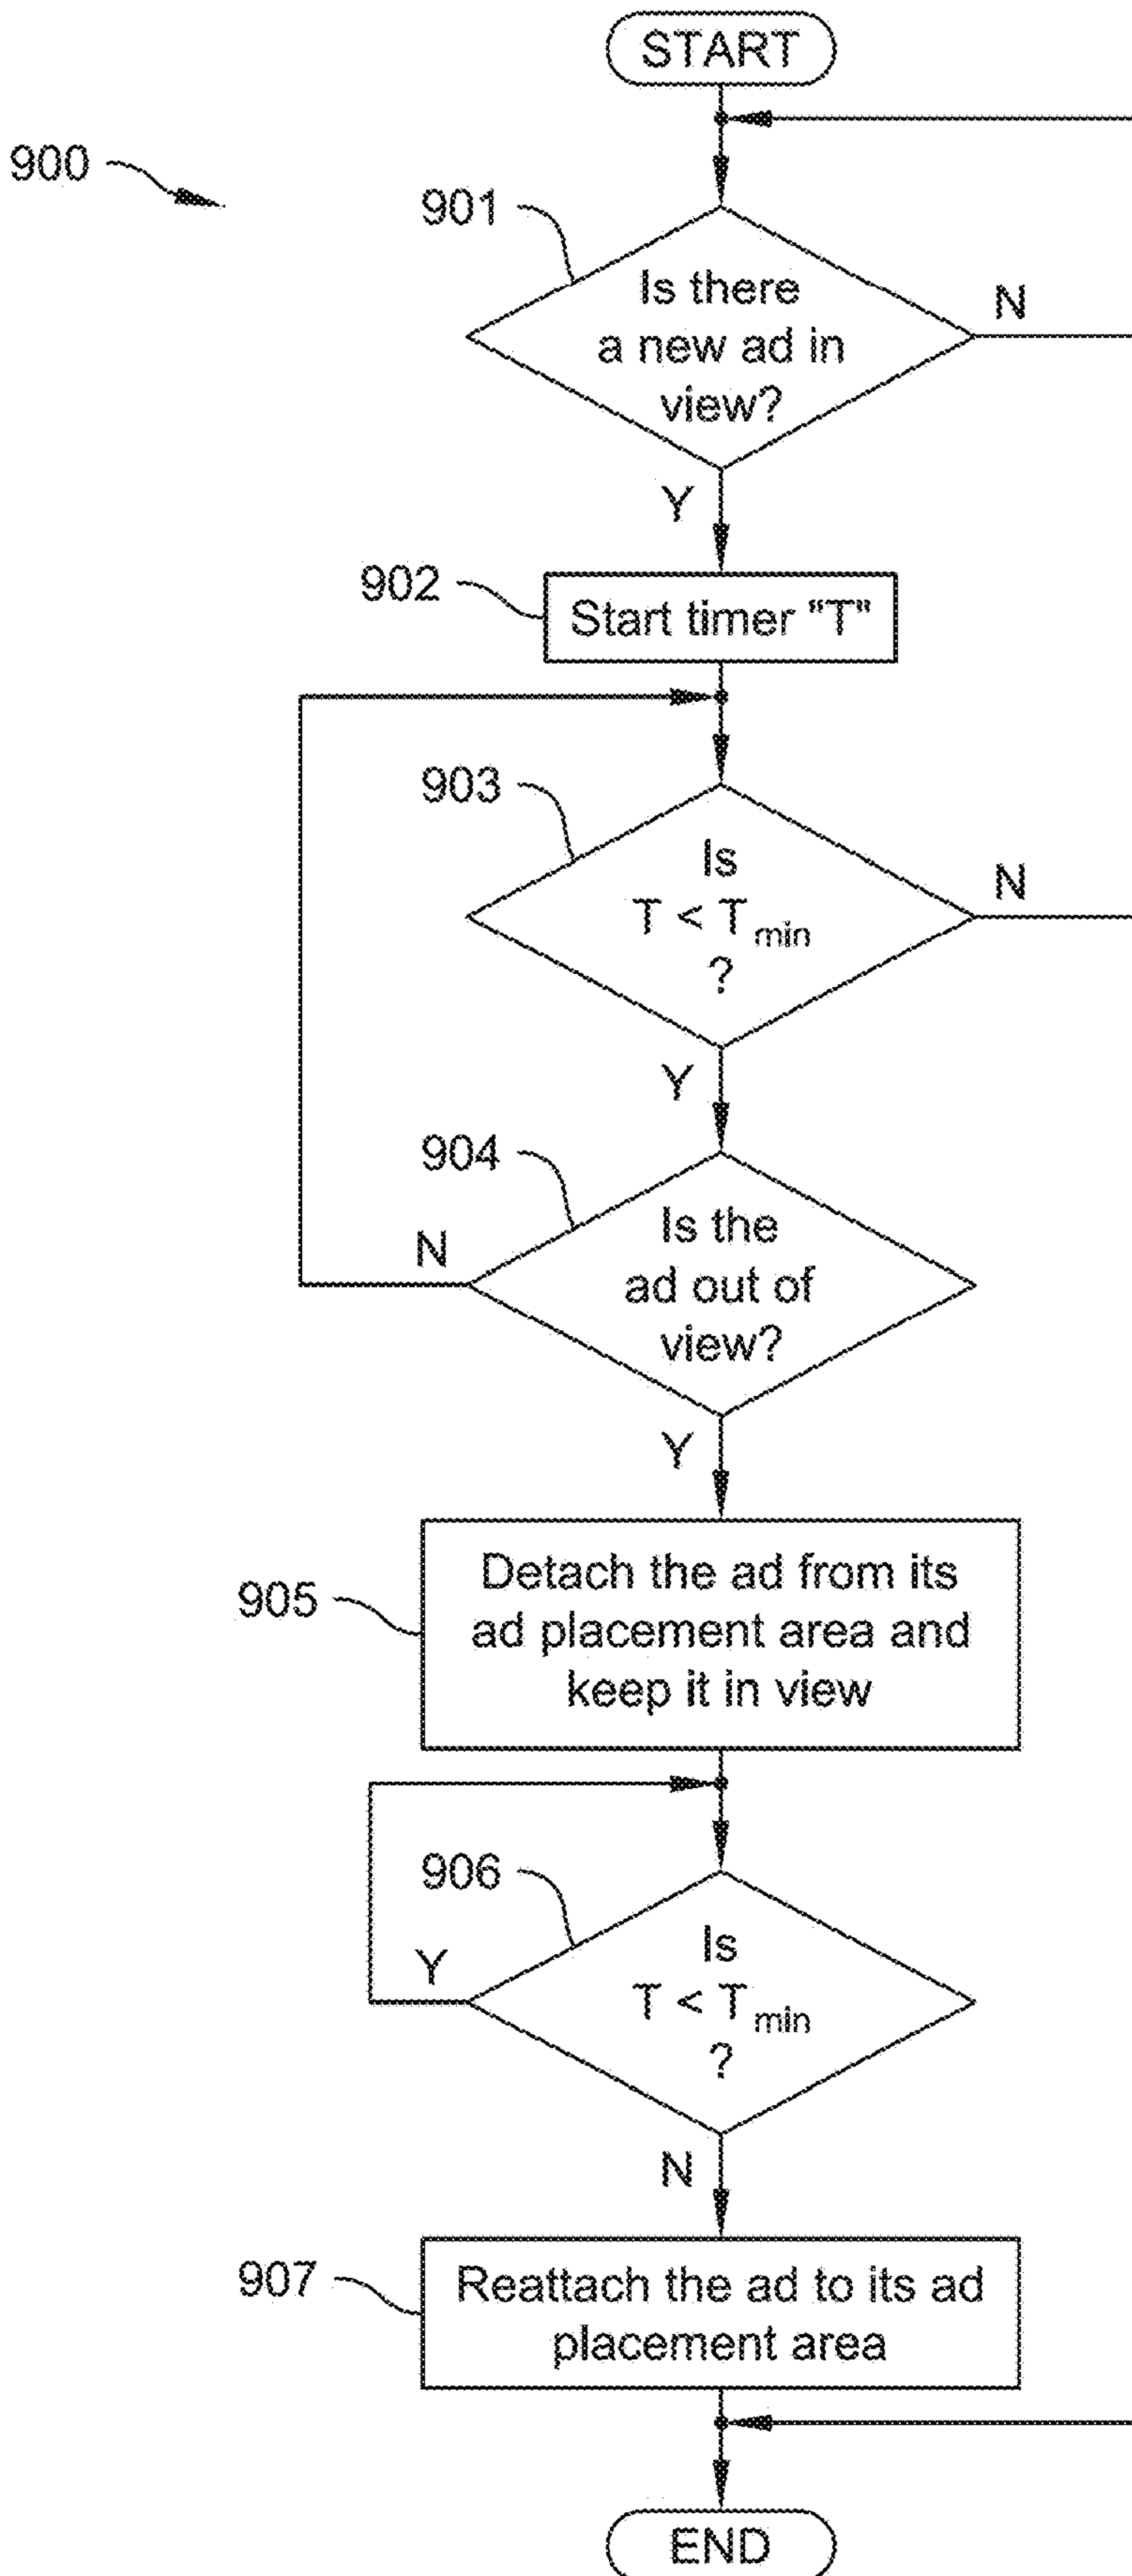 START
900
901
Is there
a new ad in
view?
N
Y
902
Start timer "T"
903
Is
T < Tmin
?
N
Y
904
Is the
ad out of
view?
N
Y
905
Detach the ad from its
ad placement area and
keep it in view
906
Is
T < Tmin
?
Y
N
907
Reattach the ad to its ad
placement area
END